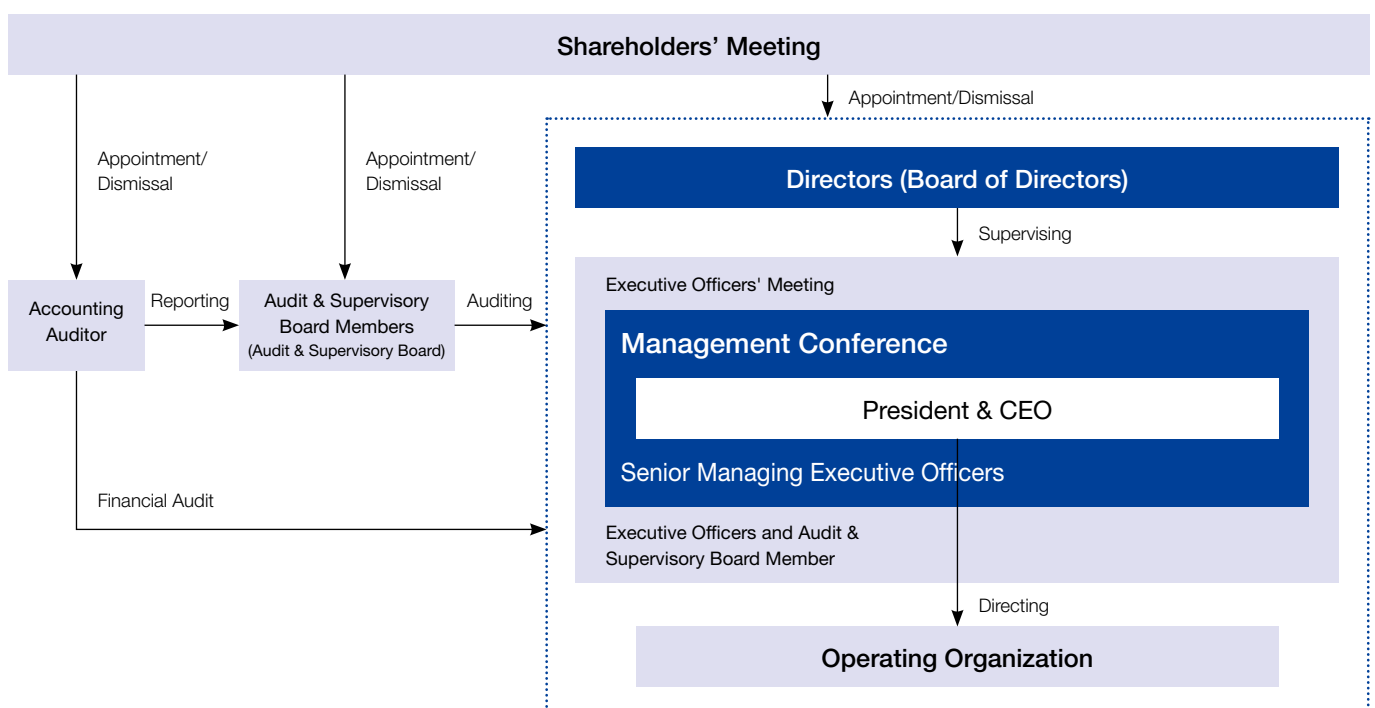 Shareholders’ Meeting
Appointment/Dismissal
Appointment/
Dismissal
Appointment/
Dismissal
Directors (Board of Directors)
Supervising
Executive Officers' Meeting
Accounting
Auditor
Reporting
Audit & Supervisory
Board Members
(Audit & Supervisory Board)
Auditing
Management Conference
President & CEO
Senior Managing Executive Officers
Financial Audit
Executive Officers and Audit &
Supervisory Board Member
Directing
Operating Organization